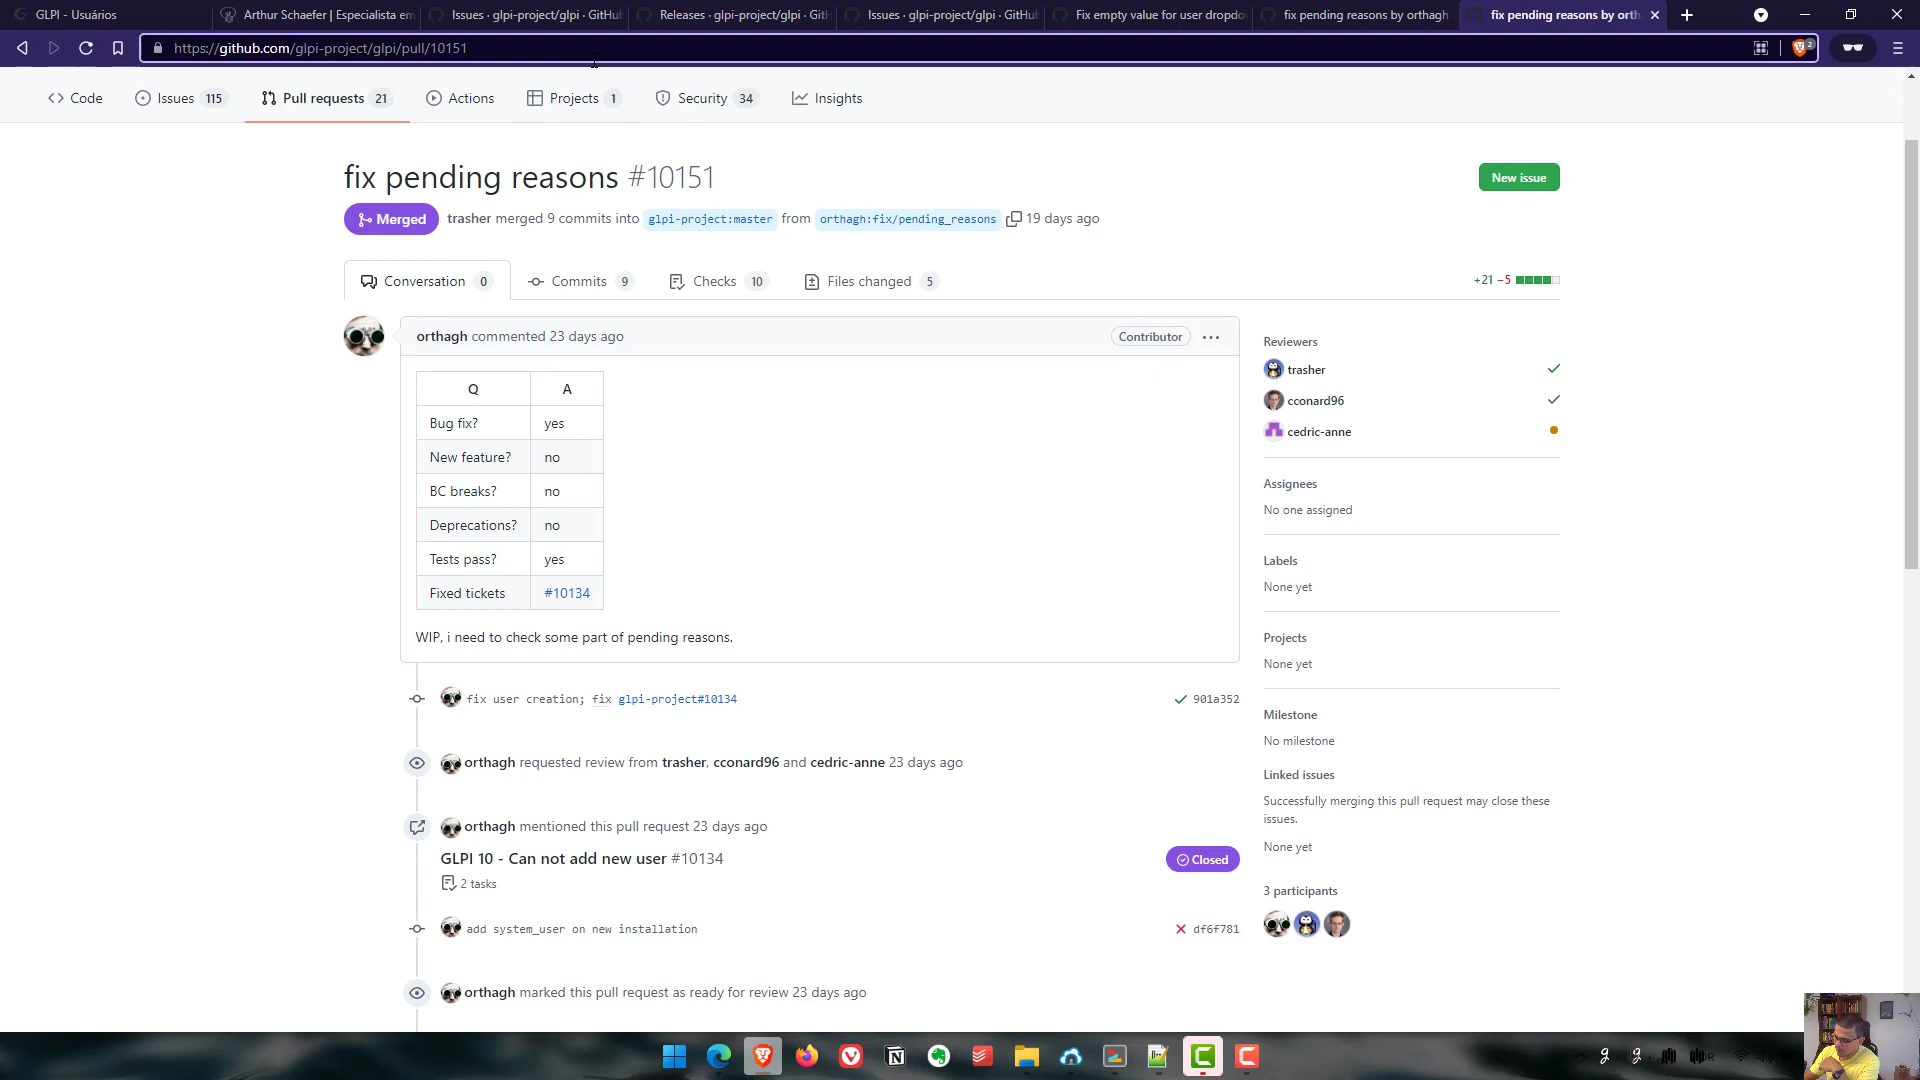 GLPI - Usuários
Arthur Schaefer | Especialista em
Issues · glpi-project/glpi · GitHub
Releases · glpi-project/glpi · GitH
Issues · glpi-project/glpi · GitHub
Fix empty value for user dropdo
fix pending reasons by orthagh
fix pending reasons by orth
https://github.com/glpi-project/glpi/pull/10151
2
Code
Issues 115
Pull requests 21
Actions
Projects 1
Security 34
Insights
fix pending reasons #10151
New issue
Merged
trasher merged 9 commits into glpi-project:master from orthagh:fix/pending_reasons 19 days ago
Conversation 0
Commits 9
Checks 10
Files changed 5
+21 −5
orthagh commented 23 days ago
Contributor
Q A
Bug fix? yes
New feature? no
BC breaks? no
Deprecations? no
Tests pass? yes
Fixed tickets #10134
WIP, i need to check some part of pending reasons.
fix user creation; fix glpi-project#10134
901a352
orthagh requested review from trasher, cconard96 and cedric-anne 23 days ago
orthagh mentioned this pull request 23 days ago
GLPI 10 - Can not add new user #10134
Closed
2 tasks
add system_user on new installation
df6f781
orthagh marked this pull request as ready for review 23 days ago
Reviewers
trasher
cconard96
cedric-anne
Assignees
No one assigned
Labels
None yet
Projects
None yet
Milestone
No milestone
Linked issues
Successfully merging this pull request may close these
issues.
None yet
3 participants